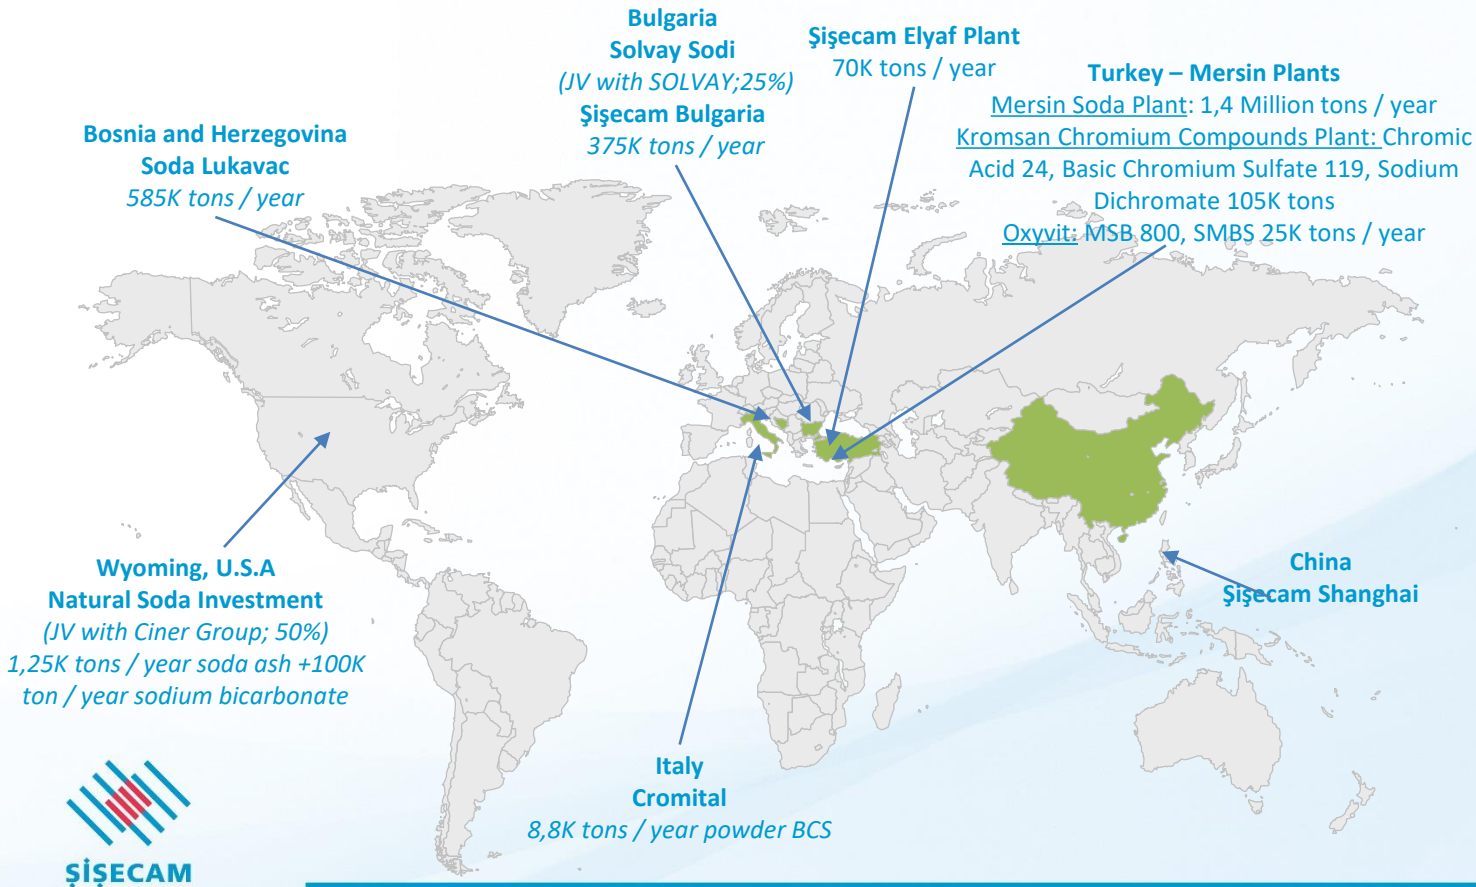 Bulgaria
Solvay Sodi
(JV with SOLVAY;25%)
Şişecam Bulgaria
375K tons / year
Şişecam Elyaf Plant
70K tons / year
Turkey – Mersin Plants
Mersin Soda Plant: 1,4 Million tons / year
Kromsan Chromium Compounds Plant: Chromic
Acid 24, Basic Chromium Sulfate 119, Sodium
Dichromate 105K tons
Oxyvit: MSB 800, SMBS 25K tons / year
Bosnia and Herzegovina
Soda Lukavac
585K tons / year
Wyoming, U.S.A
Natural Soda Investment
(JV with Ciner Group; 50%)
1,25K tons / year soda ash +100K
ton / year sodium bicarbonate
China
Şişecam Shanghai
Italy
Cromital
8,8K tons / year powder BCS
ŞİŞECAM